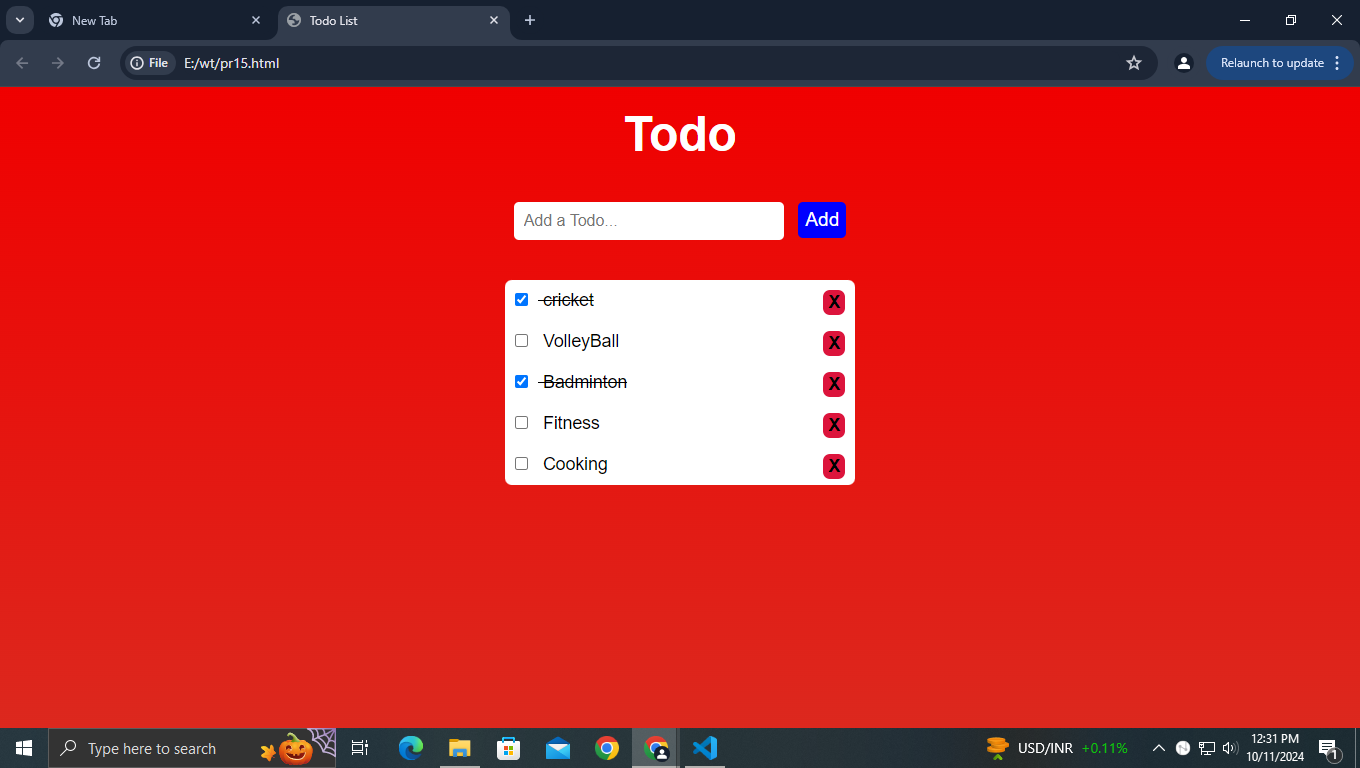 New Tab
Todo List
File
E:/wt/pr15.html
Relaunch to update
Todo
Add a Todo...
Add
cricket X
VolleyBall X
Badminton X
Fitness X
Cooking X
Type here to search
USD/INR +0.11%
12:31 PM
10/11/2024
1